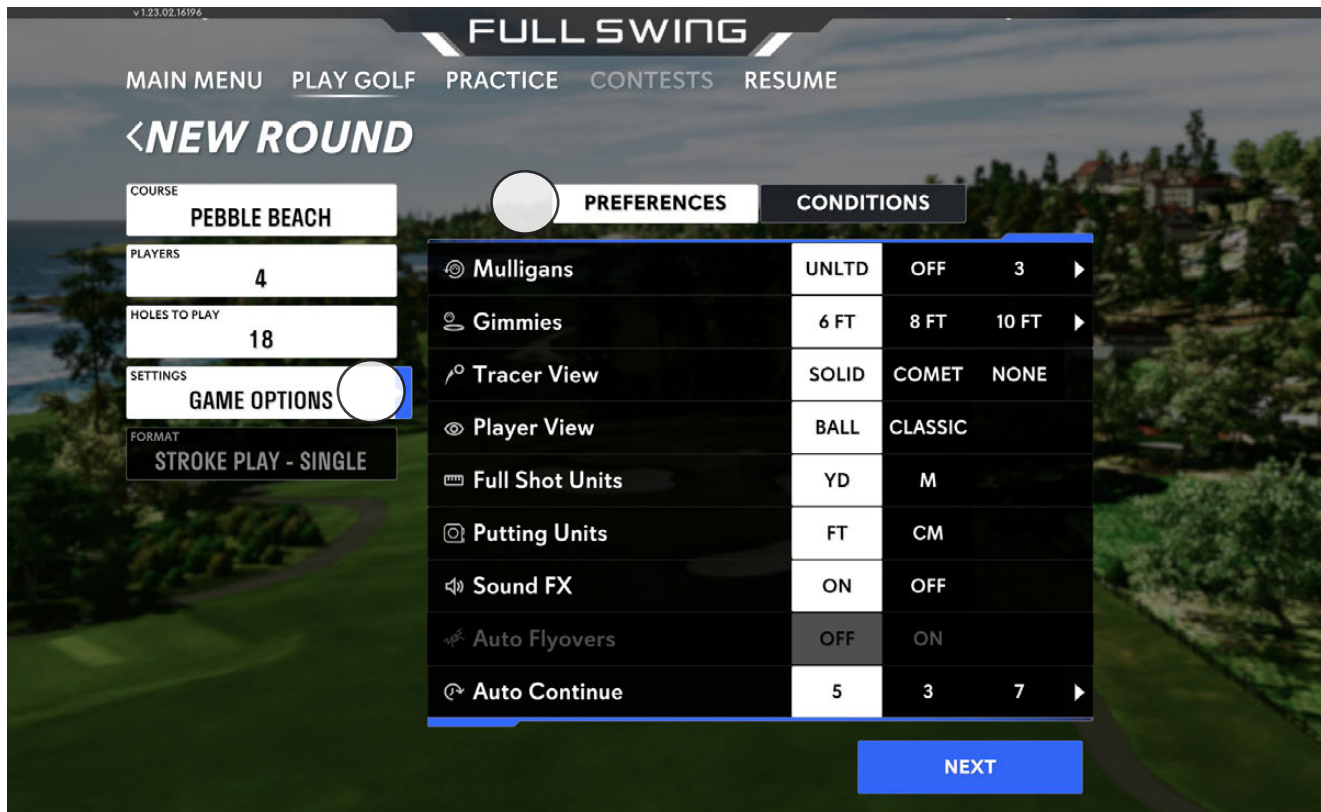 v 1.23.02.16196
FULL SWING
MAIN MENU PLAY GOLF PRACTICE CONTESTS RESUME
<NEW ROUND
COURSE
PEBBLE BEACH
PLAYERS
4
HOLES TO PLAY
18
SETTINGS
GAME OPTIONS
FORMAT
STROKE PLAY - SINGLE
PREFERENCES CONDITIONS
Mulligans UNLTD OFF 3
Gimmies 6 FT 8 FT 10 FT
Tracer View SOLID COMET NONE
Player View BALL CLASSIC
Full Shot Units YD M
Putting Units FT CM
Sound FX ON OFF
Auto Flyovers OFF ON
Auto Continue 5 3 7
NEXT